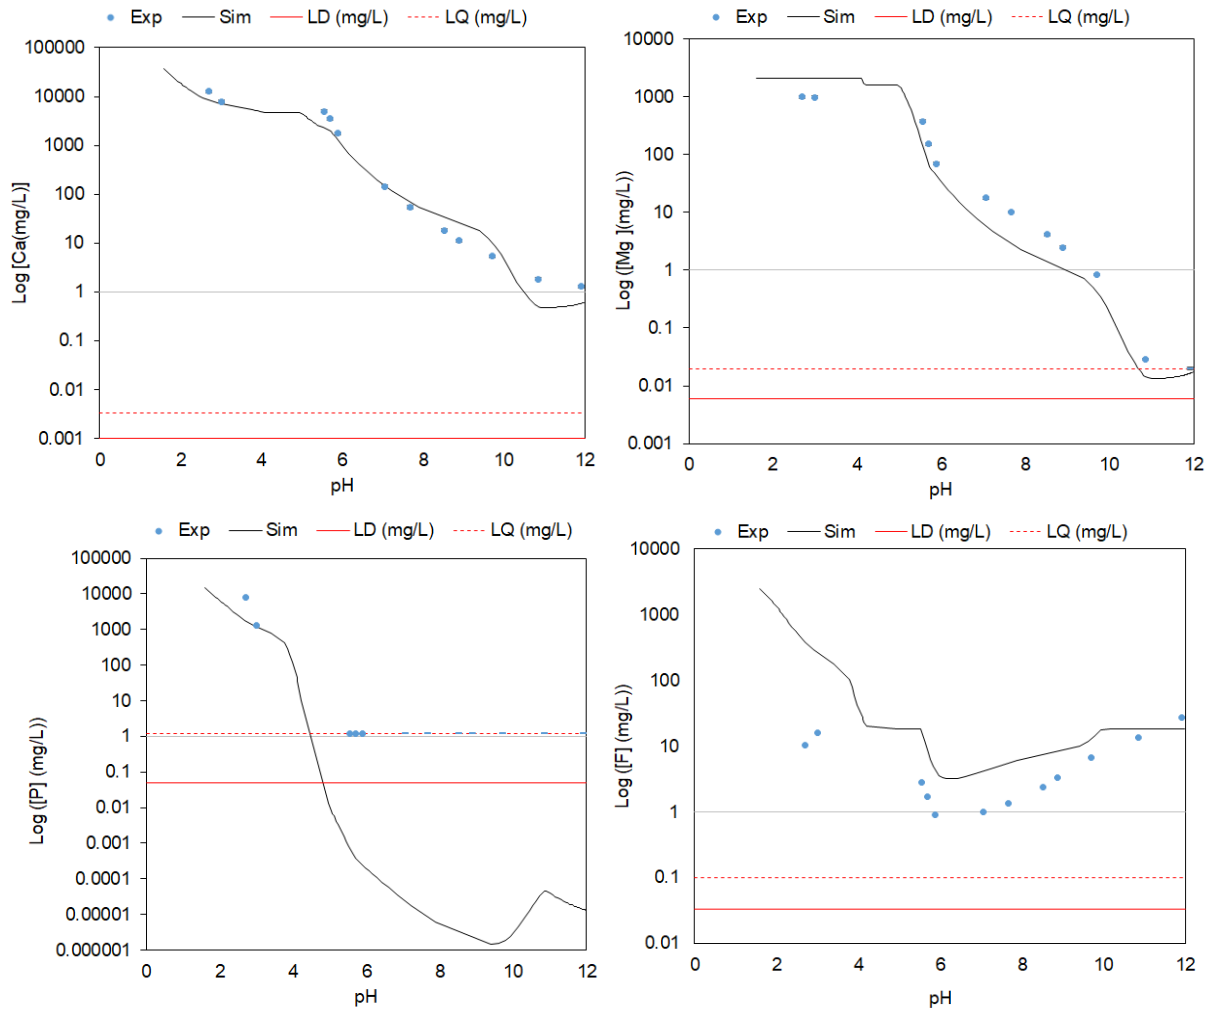 Exp Sim LD (mg/L) LQ (mg/L)
Log [Ca(mg/L)]
100000
10000
1000
100
10
1
0.1
0.01
0.001
0 2 4 6 8 10 12
pH
Exp Sim LD (mg/L) LQ (mg/L)
Log ([Mg ](mg/L))
10000
1000
100
10
1
0.1
0.01
0.001
0 2 4 6 8 10 12
pH
Exp Sim LD (mg/L) LQ (mg/L)
Log ([P] (mg/L))
100000
10000
1000
100
10
1
0.1
0.01
0.001
0.0001
0.00001
0.000001
0 2 4 6 8 10 12
pH
Exp Sim LD (mg/L) LQ (mg/L)
Log ([F] (mg/L))
10000
1000
100
10
1
0.1
0.01
0 2 4 6 8 10 12
pH